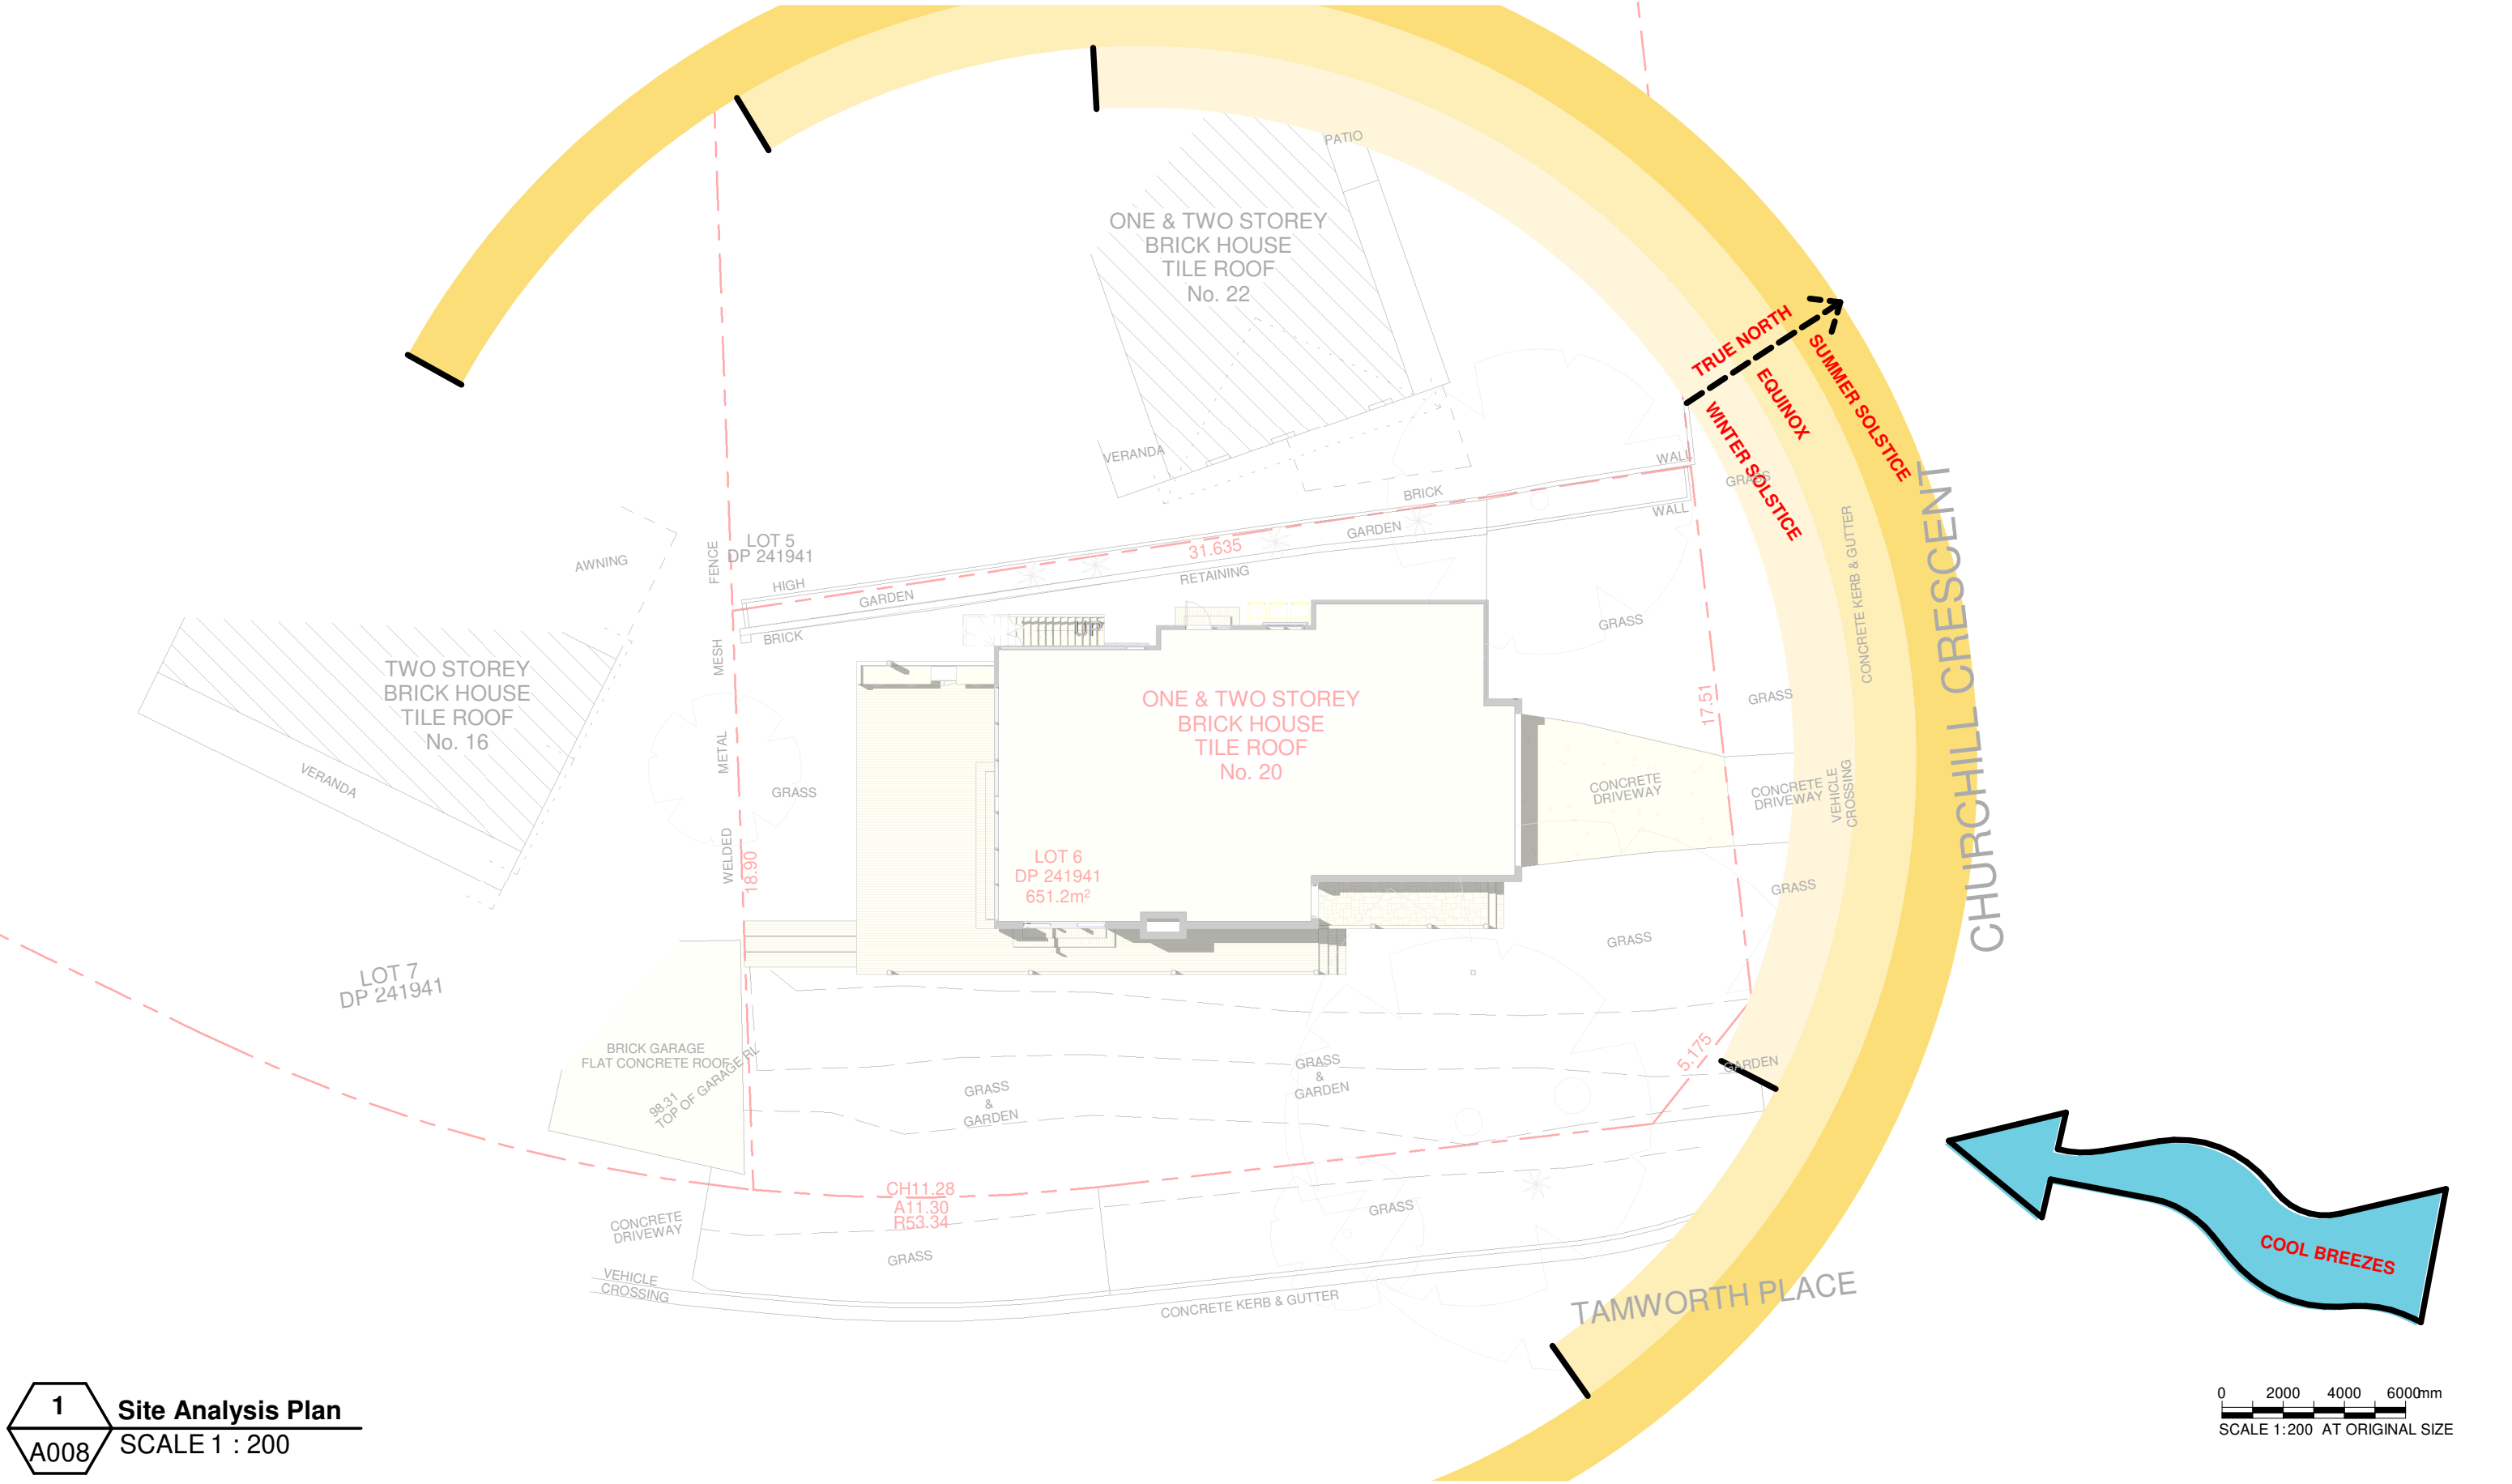 PATIO
ONE & TWO STOREY
BRICK HOUSE
TILE ROOF
No. 22
VERANDA
TRUE NORTH
SUMMER SOLSTICE
EQUINOX
WINTER SOLSTICE
WALL
GRASS
BRICK
WALL
GARDEN
31.635
RETAINING
LOT 5
DP 241941
FENCE
AWNING
HIGH
GARDEN
BRICK
MESH
UP
GRASS
CONCRETE KERB & GUTTER
CHURCHILL CRESCENT
TWO STOREY
BRICK HOUSE
TILE ROOF
No. 16
VERANDA
METAL
GRASS
WELDED
18.90
ONE & TWO STOREY
BRICK HOUSE
TILE ROOF
No. 20
17.51
GRASS
CONCRETE
DRIVEWAY
CONCRETE
DRIVEWAY
VEHICLE
CROSSING
LOT 6
DP 241941
651.2m²
GRASS
GRASS
LOT 7
DP 241941
BRICK GARAGE
FLAT CONCRETE ROOF
98.31
TOP OF GARAGE RL
GRASS
&
GARDEN
GRASS
&
GARDEN
5.175
GARDEN
CH11.28
A11.30
R53.34
CONCRETE
DRIVEWAY
GRASS
GRASS
VEHICLE
CROSSING
CONCRETE KERB & GUTTER
TAMWORTH PLACE
COOL BREEZES
1
A008
Site Analysis Plan
SCALE 1 : 200
0 2000 4000 6000mm
SCALE 1:200 AT ORIGINAL SIZE